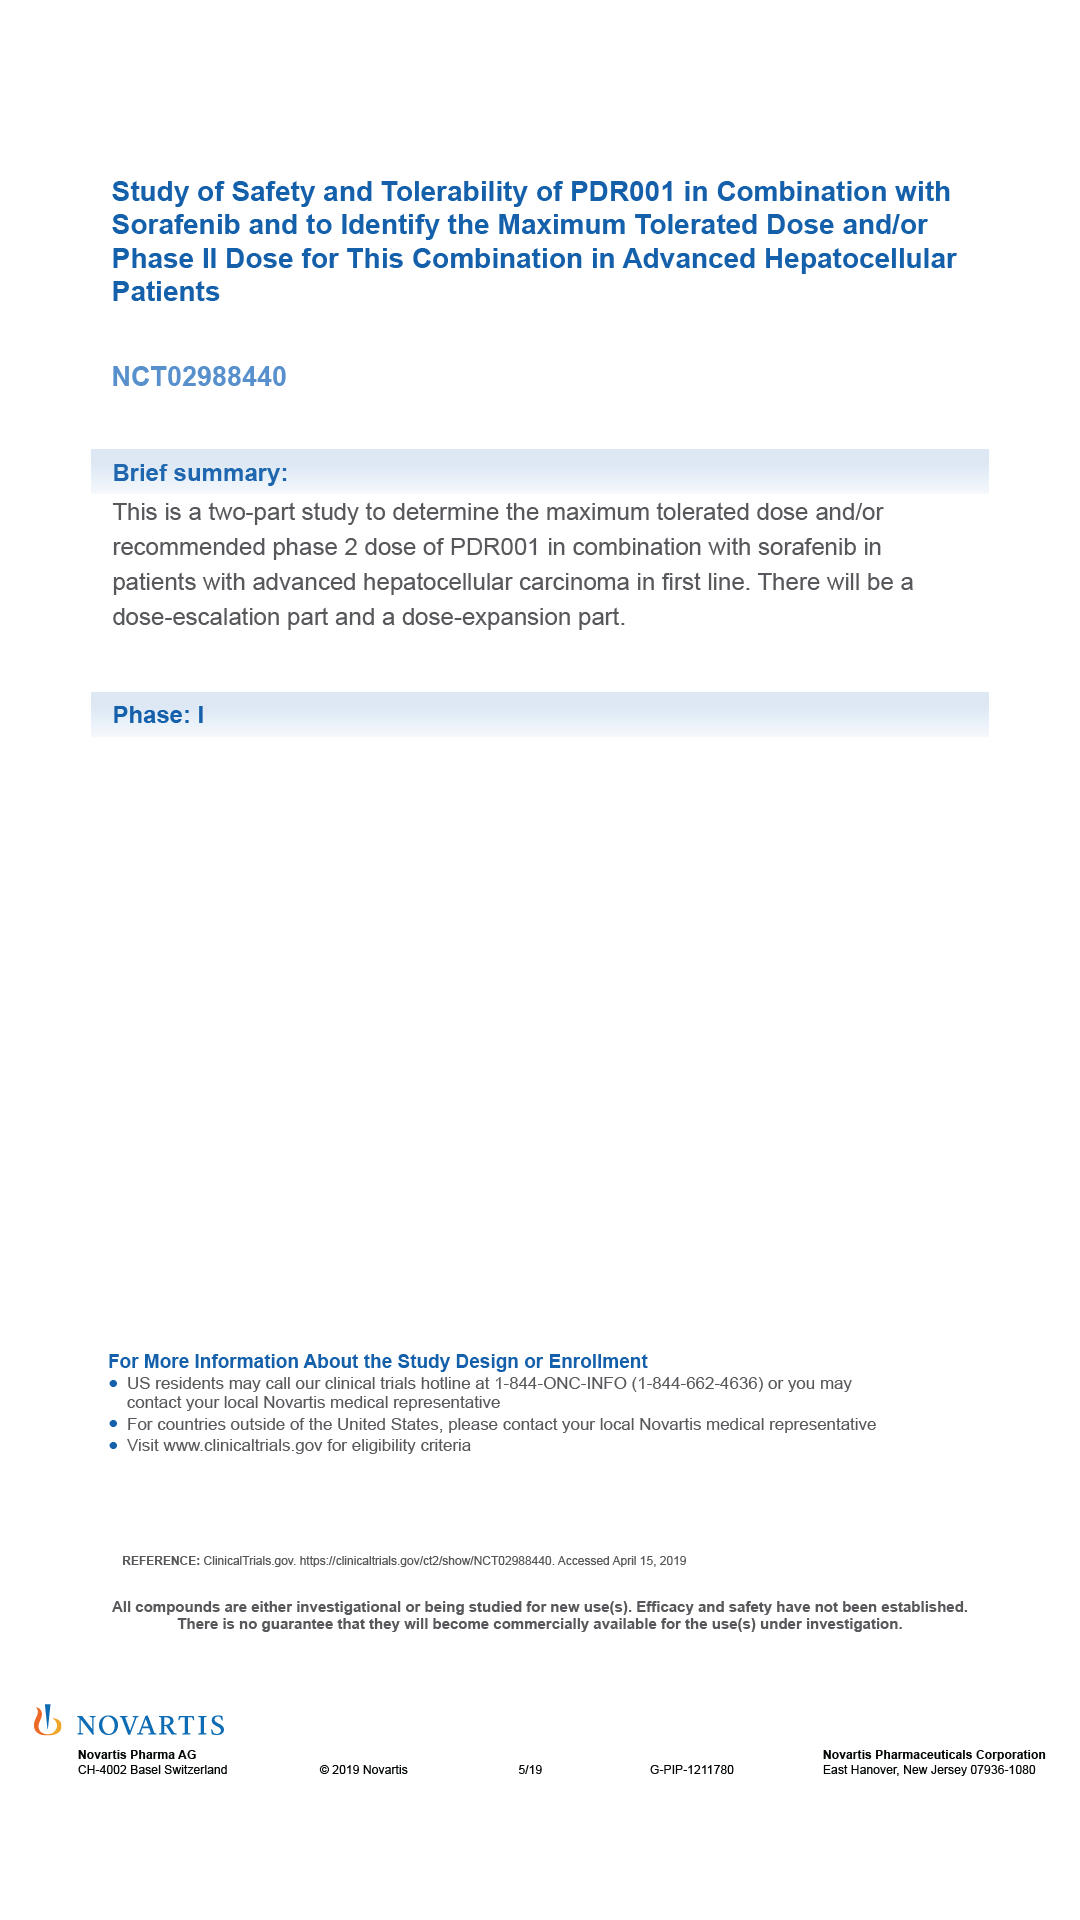 Study of Safety and Tolerability of PDR001 in Combination with
Sorafenib and to Identify the Maximum Tolerated Dose and/or
Phase II Dose for This Combination in Advanced Hepatocellular
Patients
NCT02988440
Brief summary:
This is a two-part study to determine the maximum tolerated dose and/or
recommended phase 2 dose of PDR001 in combination with sorafenib in
patients with advanced hepatocellular carcinoma in first line. There will be a
dose-escalation part and a dose-expansion part.
Phase: I
For More Information About the Study Design or Enrollment
● US residents may call our clinical trials hotline at 1-844-ONC-INFO (1-844-662-4636) or you may
contact your local Novartis medical representative
● For countries outside of the United States, please contact your local Novartis medical representative
● Visit www.clinicaltrials.gov for eligibility criteria
REFERENCE: ClinicalTrials.gov. https://clinicaltrials.gov/ct2/show/NCT02988440. Accessed April 15, 2019
All compounds are either investigational or being studied for new use(s). Efficacy and safety have not been established.
There is no guarantee that they will become commercially available for the use(s) under investigation.
NOVARTIS
Novartis Pharma AG Novartis Pharmaceuticals Corporation
CH-4002 Basel Switzerland © 2019 Novartis 5/19 G-PIP-1211780 East Hanover, New Jersey 07936-1080